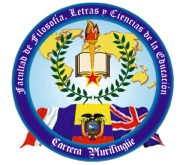 Facultad de Filosofía, Letras y Ciencias de la Educación
Carrera Plurilingüe